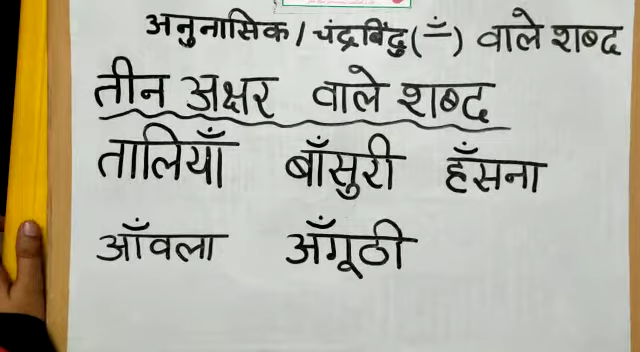 अनुनासिक / चंद्रबिंदु (ँ) वाले शब्द
तीन अक्षर वाले शब्द
तालियाँ बाँसुरी हँसना
आँवला अँगूठी